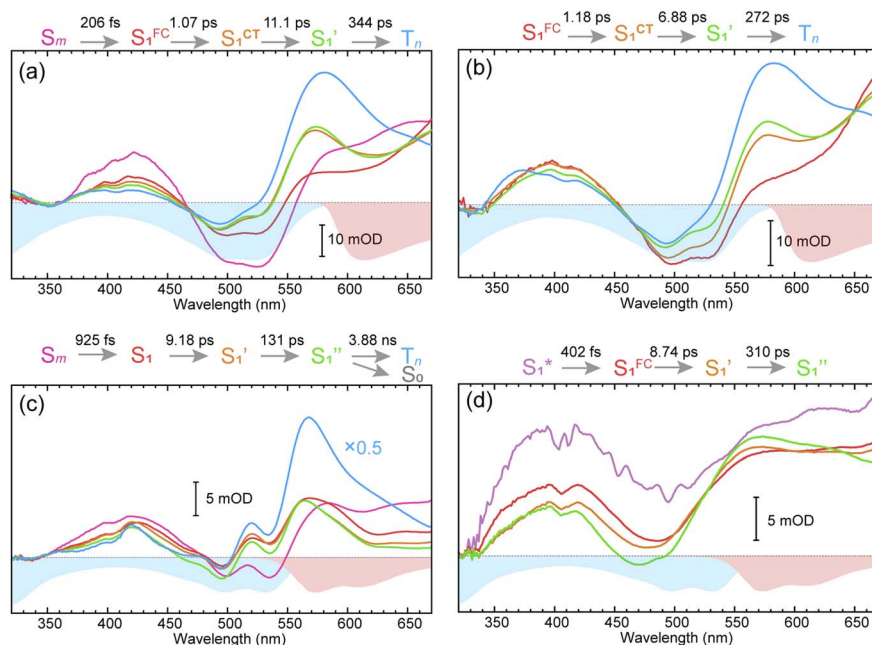 206 fs 1.07 ps 11.1 ps 344 ps
Sm S₁ᶠᶜ S₁ᶜᵀ S₁' Tn
(a)
10 mOD
350 400 450 500 550 600 650
Wavelength (nm)
1.18 ps 6.88 ps 272 ps
S₁ᶠᶜ S₁ᶜᵀ S₁' Tn
(b)
10 mOD
350 400 450 500 550 600 650
Wavelength (nm)
925 fs 9.18 ps 131 ps 3.88 ns
Sm S₁ S₁' S₁'' Tn
S₀
(c)
×0.5
5 mOD
350 400 450 500 550 600 650
Wavelength (nm)
402 fs 8.74 ps 310 ps
S₁* S₁ᶠᶜ S₁' S₁''
(d)
5 mOD
350 400 450 500 550 600 650
Wavelength (nm)